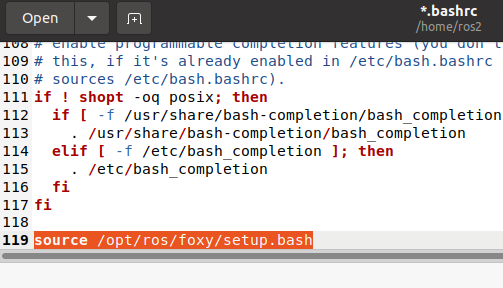 Open
*.bashrc
/home/ros2
108 # enable programmable completion features (you don't
109 # this, if it's already enabled in /etc/bash.bashrc
110 # sources /etc/bash.bashrc).
111 if ! shopt -oq posix; then
112   if [ -f /usr/share/bash-completion/bash_completion
113     . /usr/share/bash-completion/bash_completion
114   elif [ -f /etc/bash_completion ]; then
115     . /etc/bash_completion
116   fi
117 fi
118
119 source /opt/ros/foxy/setup.bash